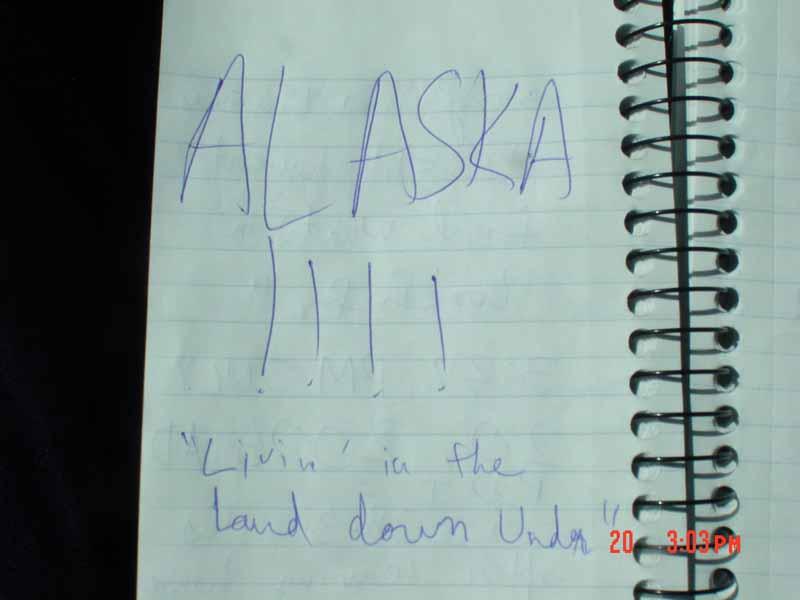 ALASKA
!!!!
"Livin' in the
Land down Under"
20 3:03PM